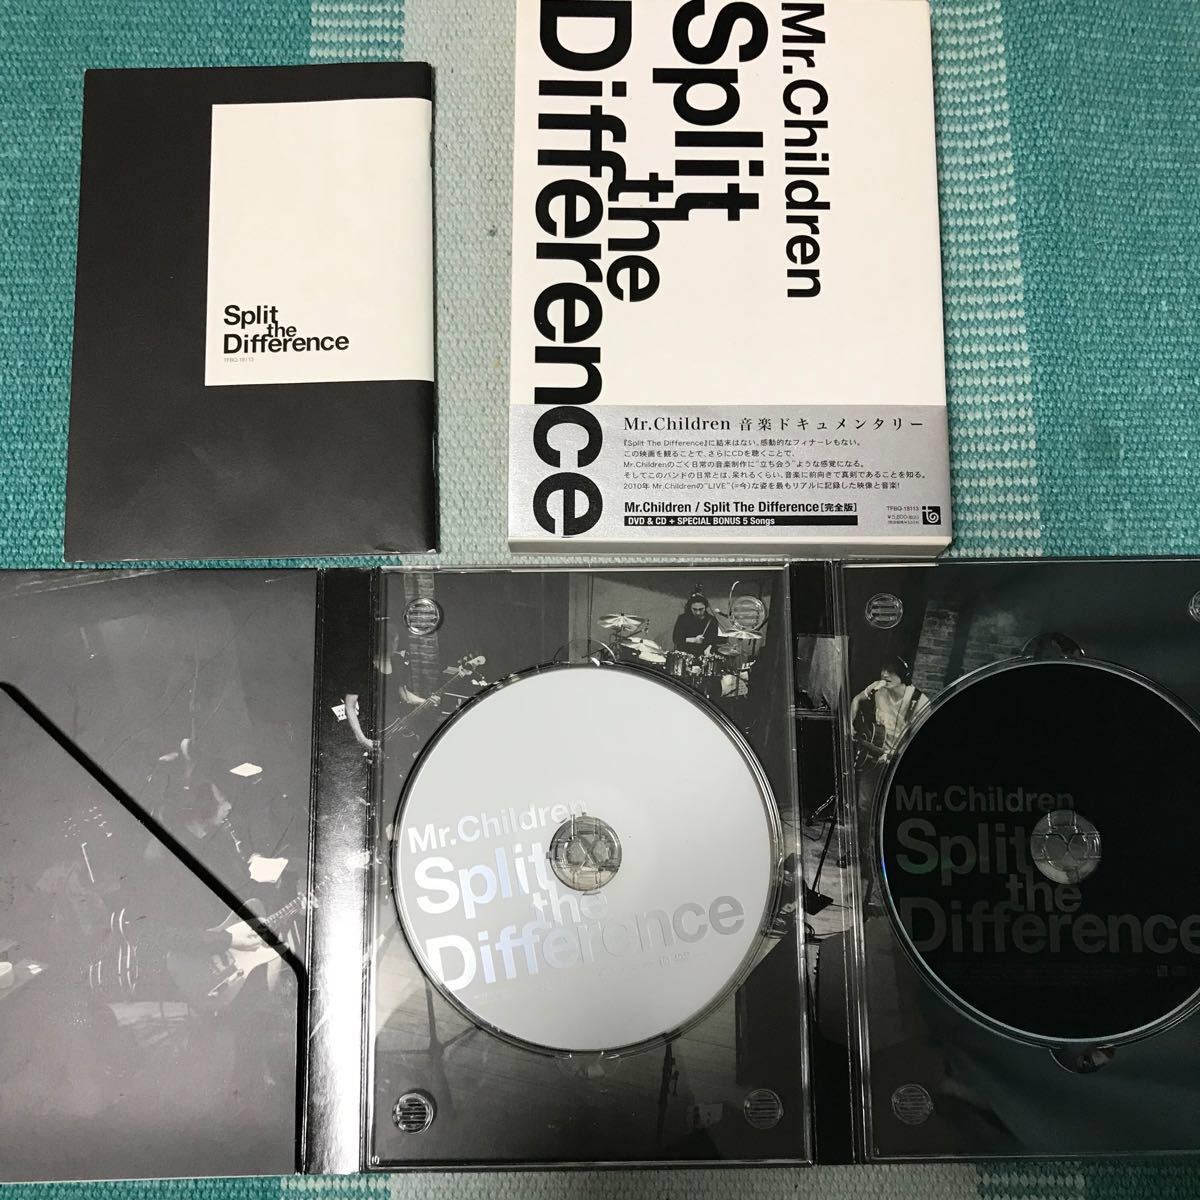 Split
the
Difference
TFBQ-18113
Mr.Children
Split
the
Difference
Mr.Children 音楽ドキュメンタリー
『Split The Difference』に結末はない、感動的なフィナーレもない。
この映画を観ることで、さらにCDを聴くことで、
Mr.Childrenのごく日常の音楽制作に“立ち会う”ような感覚になる。
そしてこのバンドの日常とは、呆れるくらい、音楽に前向きで真剣であることを知る。
2010年 Mr.Childrenの“LIVE”(=今)な姿を最もリアルに記録した映像と音楽!
Mr.Children / Split The Difference[完全版]
DVD & CD + SPECIAL BONUS 5 Songs
TFBQ-18113
Mr.Children
Split
the
Difference
Mr.Children
Split
the
Difference